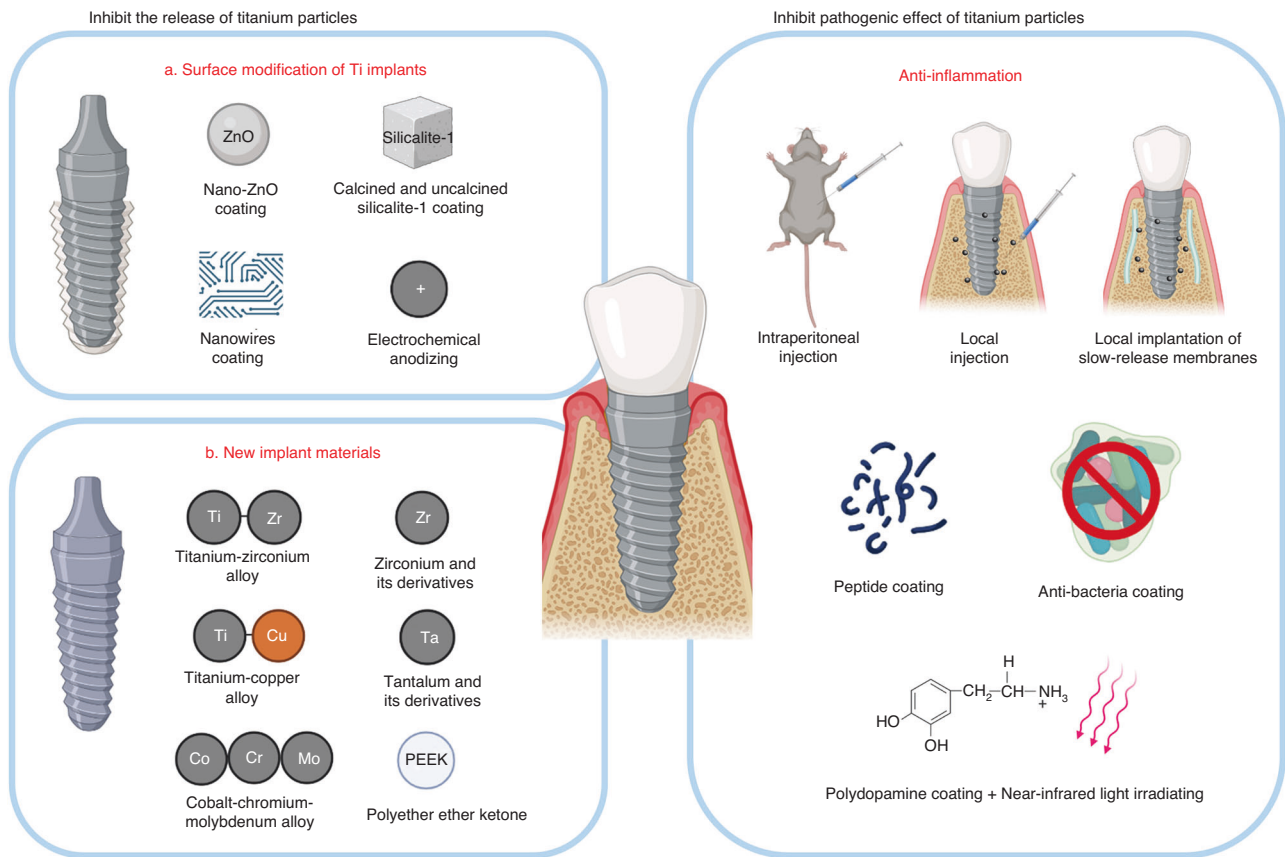 Inhibit the release of titanium particles
a. Surface modification of Ti implants
ZnO
Nano-ZnO
coating
Silicalite-1
Calcined and uncalcined
silicalite-1 coating
Nanowires
coating
+
Electrochemical
anodizing
b. New implant materials
Ti
Zr
Titanium-zirconium
alloy
Zr
Zirconium and
its derivatives
Ti
Cu
Titanium-copper
alloy
Ta
Tantalum and
its derivatives
Co
Cr
Mo
Cobalt-chromium-
molybdenum alloy
PEEK
Polyether ether ketone
Inhibit pathogenic effect of titanium particles
Anti-inflammation
Intraperitoneal
injection
Local
injection
Local implantation of
slow-release membranes
Peptide coating
Anti-bacteria coating
H
CH₂—CH—NH₃
+
HO
OH
Polydopamine coating + Near-infrared light irradiating